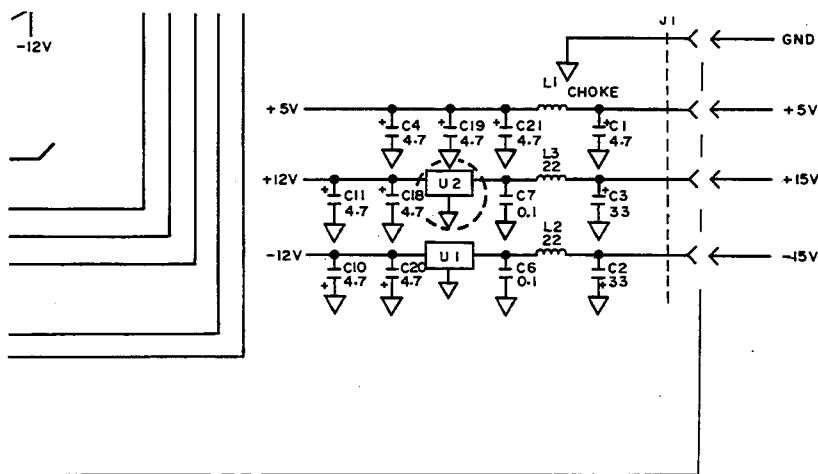 -12V
J1
GND
L1
CHOKE
+5V
+5V
+ C4
4.7
+ C19
4.7
+ C21
4.7
+ C1
4.7
L3
22
+12V
U2
+15V
+ C11
4.7
+ C18
4.7
C7
0.1
+ C3
33
L2
22
-12V
U1
-15V
C10
+ 4.7
C20
+ 4.7
C6
0.1
C2
+ 33